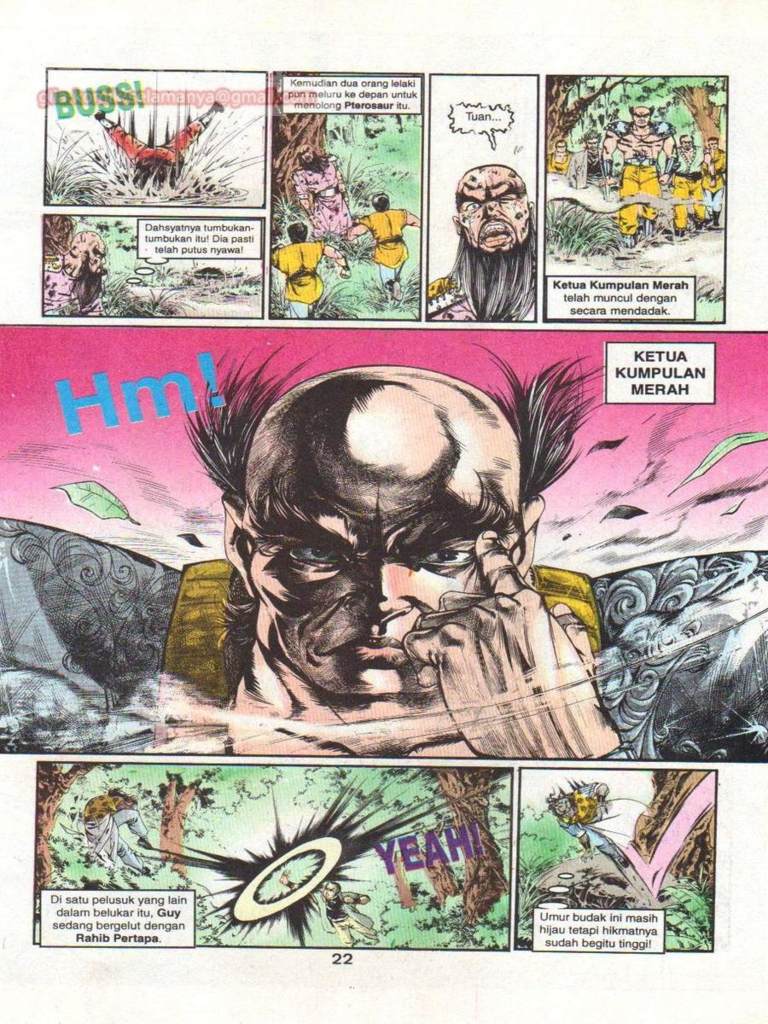 BUSS!
Dahsyatnya tumbukan-
tumbukan itu! Dia pasti
telah putus nyawa!
Kemudian dua orang lelaki
pun meluru ke depan untuk
menolong Pterosaur itu.
Tuan...
Ketua Kumpulan Merah
telah muncul dengan
secara mendadak.
Hm!
KETUA
KUMPULAN
MERAH
Di satu pelusuk yang lain
dalam belukar itu, Guy
sedang bergelut dengan
Rahib Pertapa.
YEAH!
Umur budak ini masih
hijau tetapi hikmatnya
sudah begitu tinggi!
22